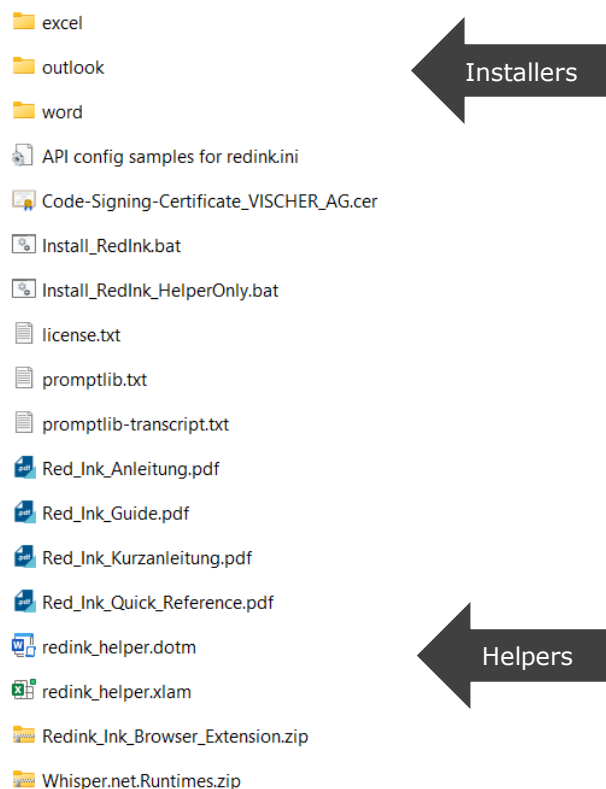 excel
outlook
Installers
word
API config samples for redink.ini
Code-Signing-Certificate_VISCHER_AG.cer
Install_RedInk.bat
Install_RedInk_HelperOnly.bat
license.txt
promptlib.txt
promptlib-transcript.txt
Red_Ink_Anleitung.pdf
Red_Ink_Guide.pdf
Red_Ink_Kurzanleitung.pdf
Red_Ink_Quick_Reference.pdf
redink_helper.dotm
Helpers
redink_helper.xlam
Redink_Ink_Browser_Extension.zip
Whisper.net.Runtimes.zip